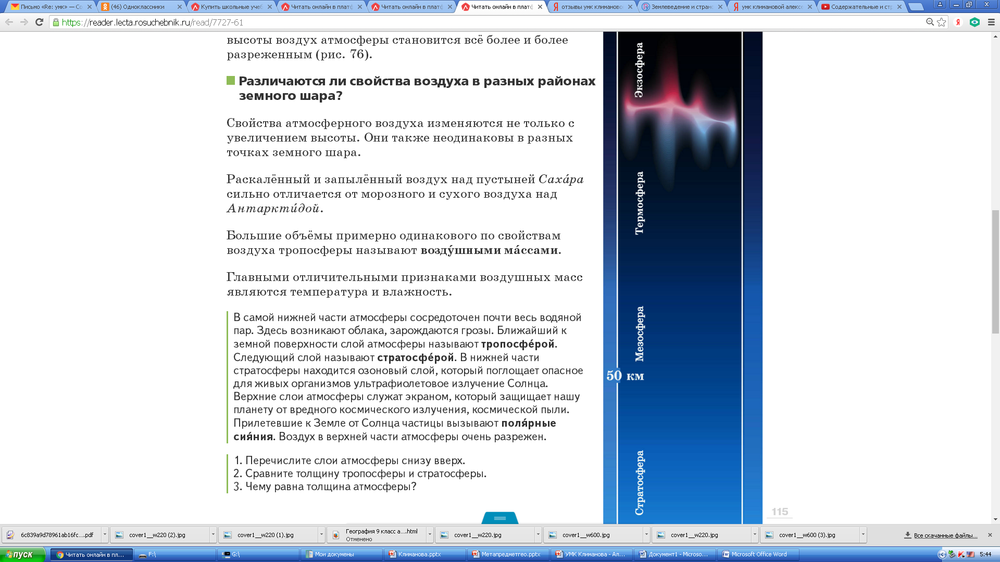 Письмо «Re: умк» — Co
(46) Одноклассники
Купить школьные учеб
Читать онлайн в платф
Читать онлайн в платф
Читать онлайн в платф
отзывы умк климаново
Землеведение и стран
умк климановой алексе
Содержательные и стр
https://reader.lecta.rosuchebnik.ru/read/7727-61
высоты воздух атмосферы становится всё более и более
разреженным (рис. 76).
Различаются ли свойства воздуха в разных районах
земного шара?
Свойства атмосферного воздуха изменяются не только с
увеличением высоты. Они также неодинаковы в разных
точках земного шара.
Раскалённый и запылённый воздух над пустыней Саха́ра
сильно отличается от морозного и сухого воздуха над
Антаркти́дой.
Большие объёмы примерно одинакового по свойствам
воздуха тропосферы называют возду́шными ма́ссами.
Главными отличительными признаками воздушных масс
являются температура и влажность.
В самой нижней части атмосферы сосредоточен почти весь водяной
пар. Здесь возникают облака, зарождаются грозы. Ближайший к
земной поверхности слой атмосферы называют тропосфе́рой.
Следующий слой называют стратосфе́рой. В нижней части
стратосферы находится озоновый слой, который поглощает опасное
для живых организмов ультрафиолетовое излучение Солнца.
Верхние слои атмосферы служат экраном, который защищает нашу
планету от вредного космического излучения, космической пыли.
Прилетевшие к Земле от Солнца частицы вызывают поля́рные
сия́ния. Воздух в верхней части атмосферы очень разрежен.
1. Перечислите слои атмосферы снизу вверх.
2. Сравните толщину тропосферы и стратосферы.
3. Чему равна толщина атмосферы?
Экзосфера
Термосфера
Мезосфера
50 км
Стратосфера
115
6c839a9d78961ab16fc....pdf
cover1__w220 (2).jpg
cover1__w220 (1).jpg
География 9 класс а....html
Отменено
cover1__w220.jpg
cover1__w600.jpg
cover1__w220.jpg
cover1__w600 (3).jpg
Все скачанные файлы...
пуск
Читать онлайн в пл...
F:\
G:\
Мои докумены
Климанова.pptx
Метапредметгео.pptx
УМК Климанова - Ал...
Документ1 - Microso...
Microsoft Office Word
5:44